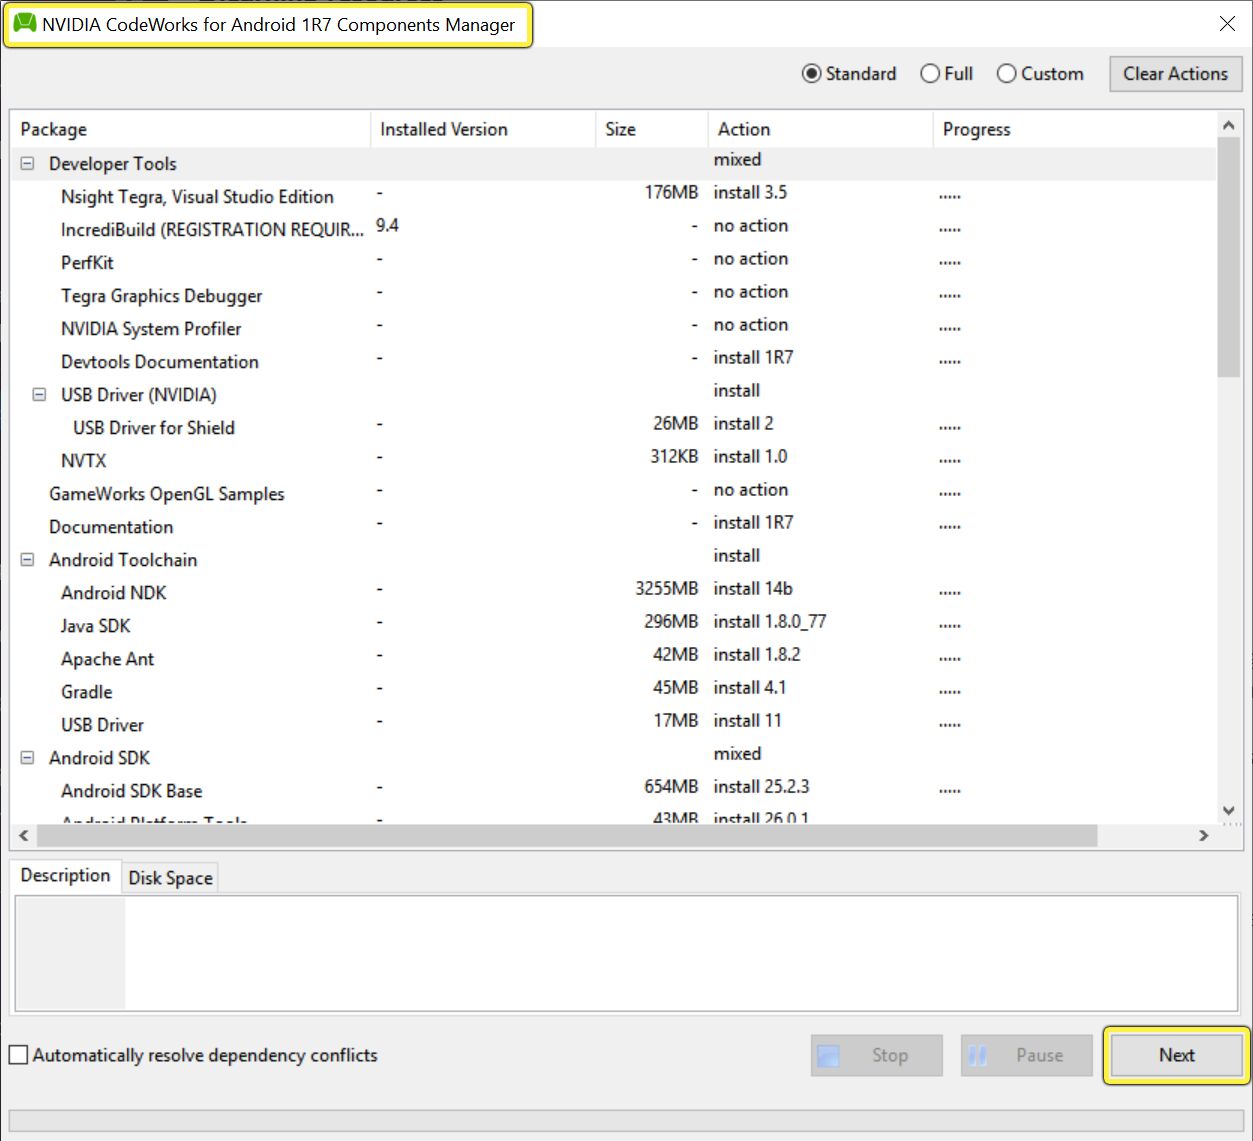 NVIDIA CodeWorks for Android 1R7 Components Manager
Standard Full Custom Clear Actions
Package Installed Version Size Action Progress
Developer Tools mixed
Nsight Tegra, Visual Studio Edition - 176MB install 3.5 .....
IncrediBuild (REGISTRATION REQUIR... 9.4 - no action .....
PerfKit - - no action .....
Tegra Graphics Debugger - - no action .....
NVIDIA System Profiler - - no action .....
Devtools Documentation - - install 1R7 .....
USB Driver (NVIDIA) install
USB Driver for Shield - 26MB install 2 .....
NVTX - 312KB install 1.0 .....
GameWorks OpenGL Samples - - no action .....
Documentation - - install 1R7 .....
Android Toolchain install
Android NDK - 3255MB install 14b .....
Java SDK - 296MB install 1.8.0_77 .....
Apache Ant - 42MB install 1.8.2 .....
Gradle - 45MB install 4.1 .....
USB Driver - 17MB install 11 .....
Android SDK mixed
Android SDK Base - 654MB install 25.2.3 .....
Android Platform Tools - 43MB install 26.0.1
Description Disk Space
Automatically resolve dependency conflicts Stop Pause Next